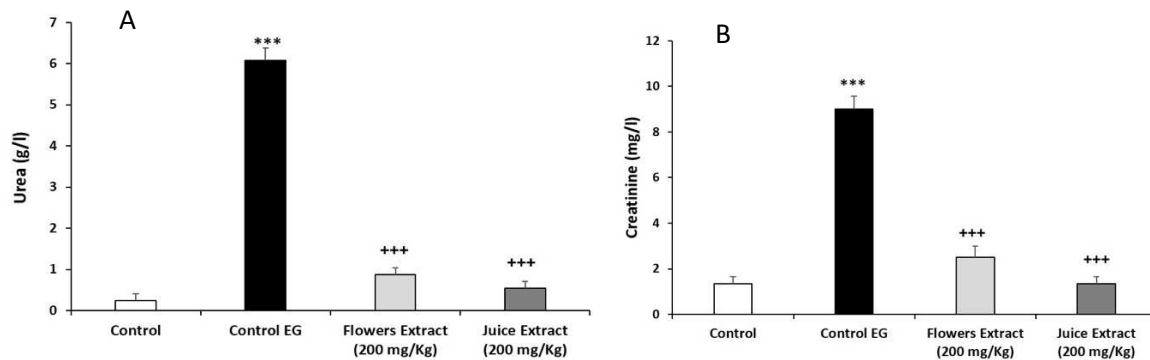 A
Urea (g/l)
7
6
5
4
3
2
1
0
***
+++
+++
Control
Control EG
Flowers Extract
(200 mg/Kg)
Juice Extract
(200 mg/Kg)
B
Creatinine (mg/l)
12
10
8
6
4
2
0
***
+++
+++
Control
Control EG
Flowers Extract
(200 mg/Kg)
Juice Extract
(200 mg/Kg)